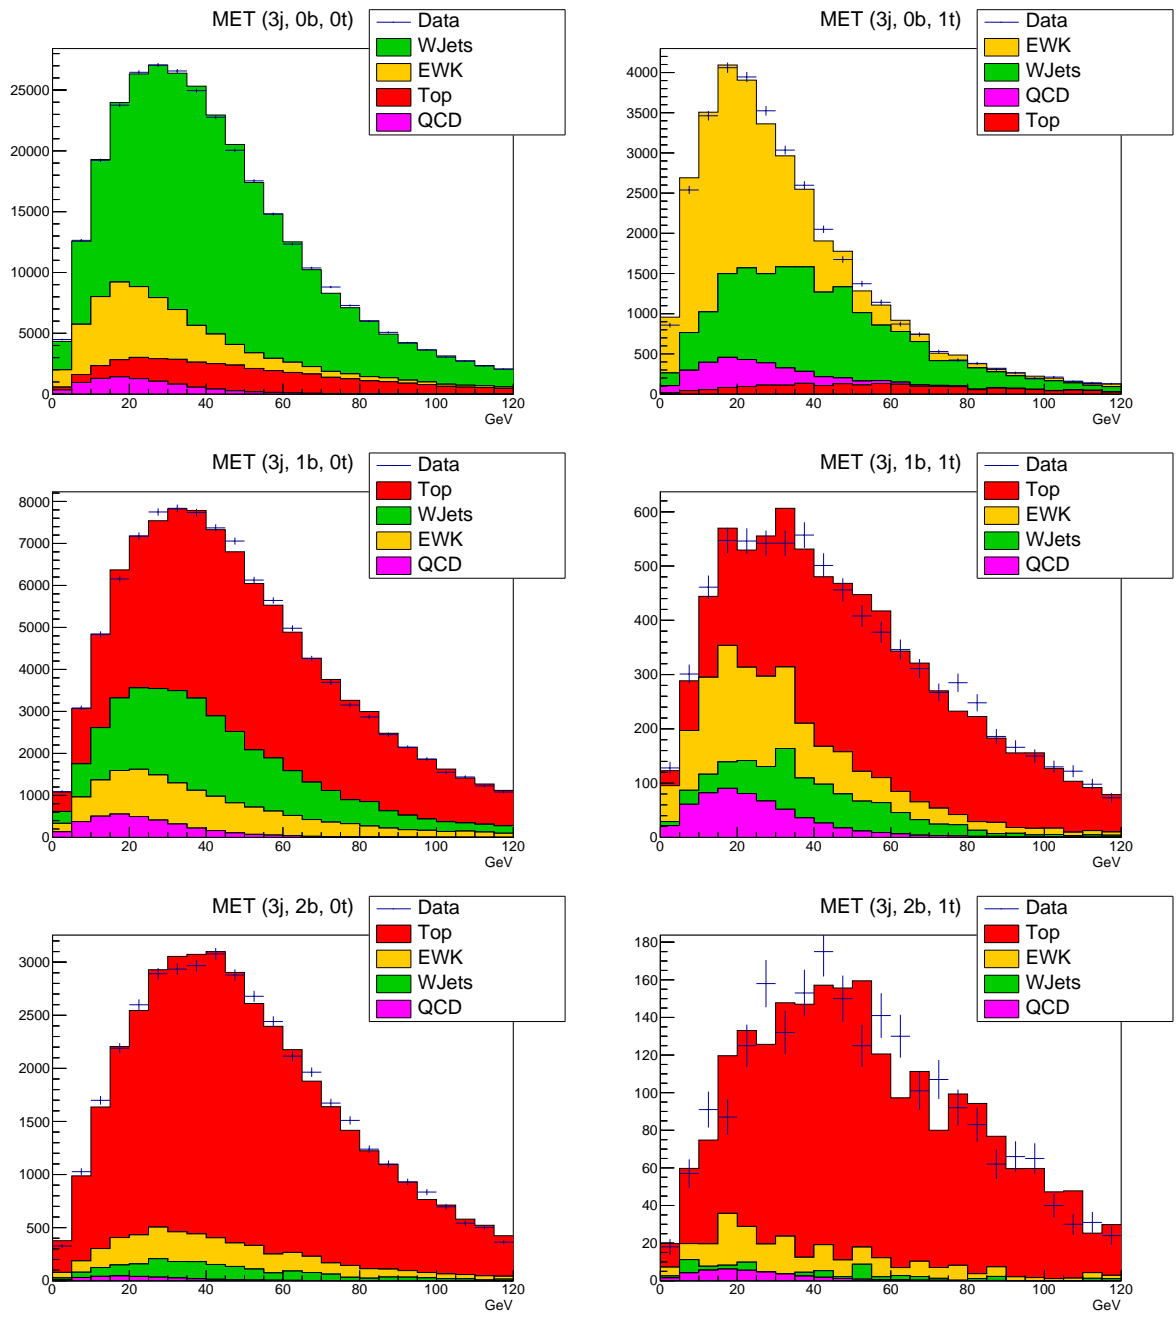 MET (3j, 0b, 0t)
Data
WJets
EWK
Top
QCD
25000
20000
15000
10000
5000
0
0 20 40 60 80 100 120
GeV
MET (3j, 0b, 1t)
Data
EWK
WJets
QCD
Top
4000
3500
3000
2500
2000
1500
1000
500
0
0 20 40 60 80 100 120
GeV
MET (3j, 1b, 0t)
Data
Top
WJets
EWK
QCD
8000
7000
6000
5000
4000
3000
2000
1000
0
0 20 40 60 80 100 120
GeV
MET (3j, 1b, 1t)
Data
Top
EWK
WJets
QCD
600
500
400
300
200
100
0
0 20 40 60 80 100 120
GeV
MET (3j, 2b, 0t)
Data
Top
EWK
WJets
QCD
3000
2500
2000
1500
1000
500
0
0 20 40 60 80 100 120
GeV
MET (3j, 2b, 1t)
Data
Top
EWK
WJets
QCD
180
160
140
120
100
80
60
40
20
0
0 20 40 60 80 100 120
GeV